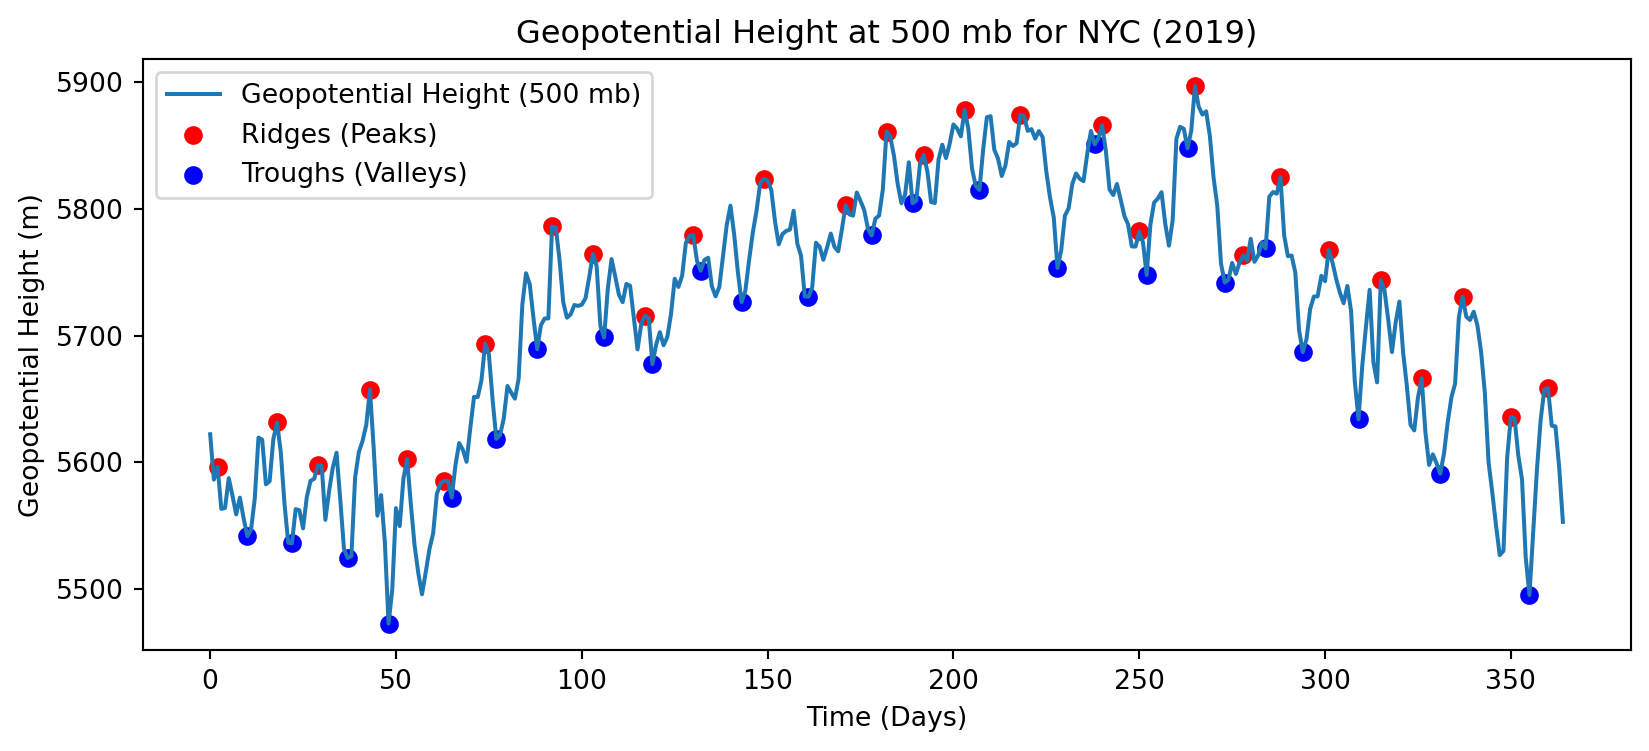 Geopotential Height at 500 mb for NYC (2019)
Geopotential Height (500 mb)
Ridges (Peaks)
Troughs (Valleys)
Geopotential Height (m)
5900
5800
5700
5600
5500
0 50 100 150 200 250 300 350
Time (Days)